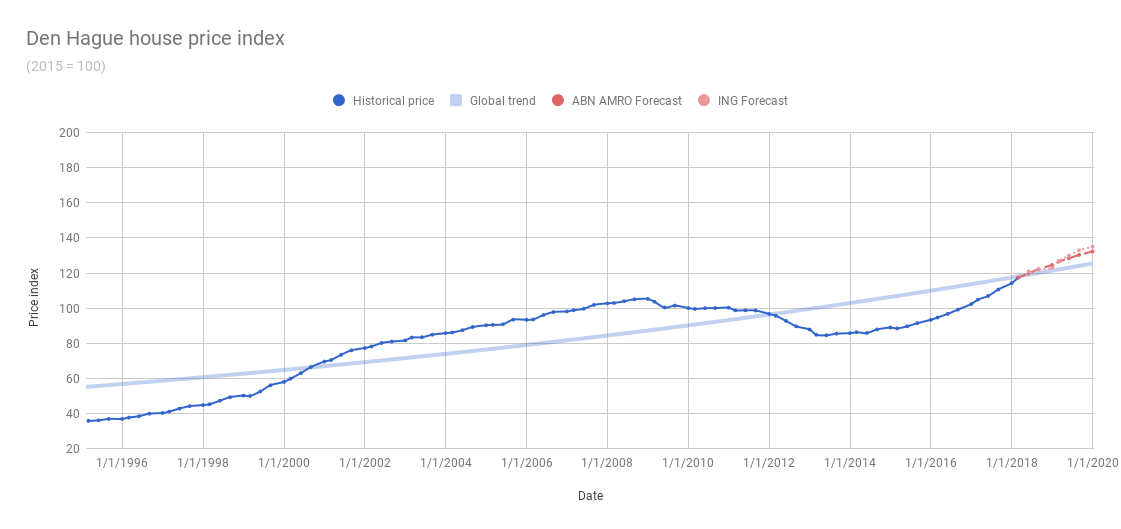 Den Hague house price index
(2015 = 100)
Historical price Global trend ABN AMRO Forecast ING Forecast
200
180
160
140
120
100
80
60
40
20
Price index
1/1/1996 1/1/1998 1/1/2000 1/1/2002 1/1/2004 1/1/2006 1/1/2008 1/1/2010 1/1/2012 1/1/2014 1/1/2016 1/1/2018 1/1/2020
Date